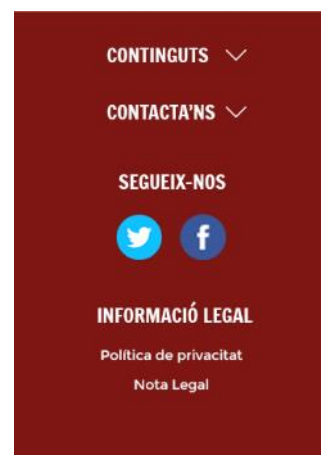 CONTINGUTS
CONTACTA'NS
SEGUEIX-NOS
INFORMACIÓ LEGAL
Política de privacitat
Nota Legal